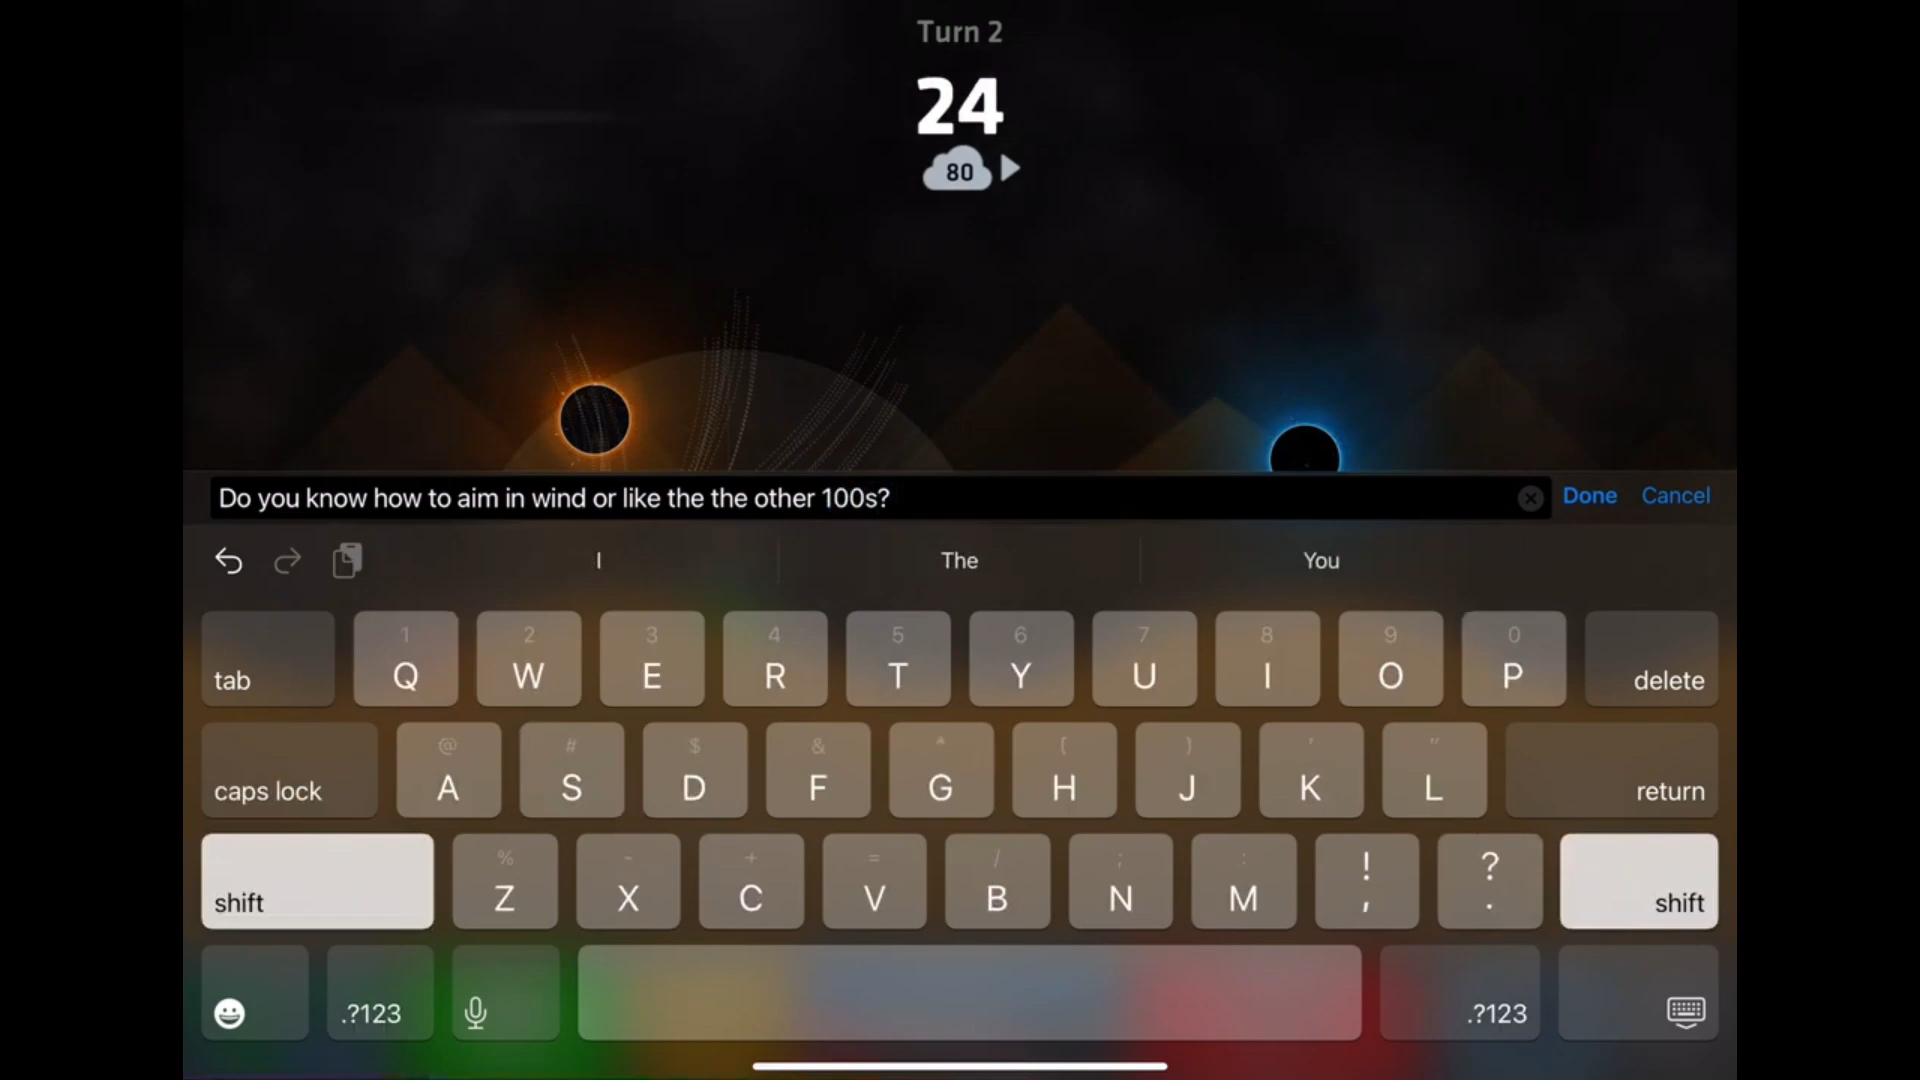 Turn 2
24
80
Do you know how to aim in wind or like the the other 100s?
Done
Cancel
I
The
You
tab
1 2 3 4 5 6 7 8 9 0
Q W E R T Y U I O P
delete
caps lock
@ # $ & * ( ) ' "
A S D F G H J K L
return
shift
% - + = / ; : ! ?
Z X C V B N M , .
shift
.?123
.?123